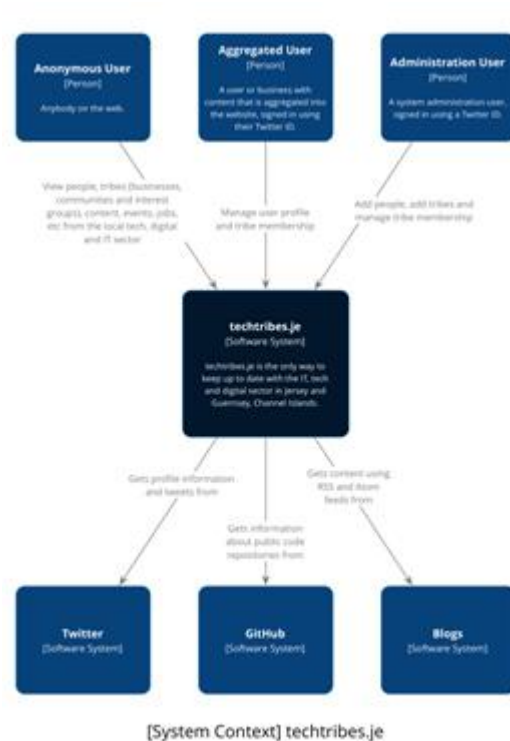 Anonymous User
[Person]
Anybody on the web.
Aggregated User
[Person]
A user or business with
content that is aggregated into
the website, signed in using
their Twitter ID.
Administration User
[Person]
A system administration user,
signed in using a Twitter ID.
View people, tribes (businesses,
communities and interest
groups), content, events, jobs,
etc from the local tech, digital
and IT sector
Manage user profile
and tribe membership
Add people, add tribes and
manage tribe membership
techtribes.je
[Software System]
techtribes.je is the only way to
keep up to date with the IT, tech
and digital sector in Jersey and
Guernsey, Channel Islands.
Gets profile information
and tweets from
Gets information
about public code
repositories from
Gets content using
RSS and Atom
feeds from
Twitter
[Software System]
GitHub
[Software System]
Blogs
[Software System]
[System Context] techtribes.je